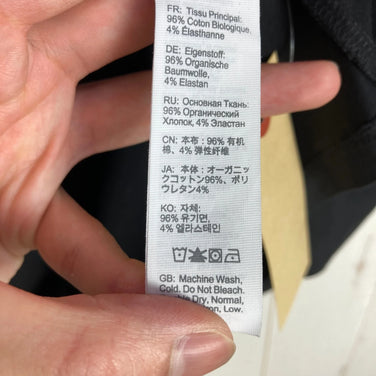 FR: Tissu Principal:
96% Coton Biologique,
4% Élasthanne
DE: Eigenstoff:
96% Organische
Baumwolle,
4% Elastan
RU: Основная Ткань:
96% Органический
Хлопок, 4% Эластан
CN: 本布：96% 有机
棉、4% 弹性纤维
JA: 本体：オーガニ
ックコットン96%、ポリ
ウレタン4%
KO: 자체:
96% 유기면,
4% 엘라스테인
GB: Machine Wash,
Cold. Do Not Bleach.
Dry, Normal,
Low.